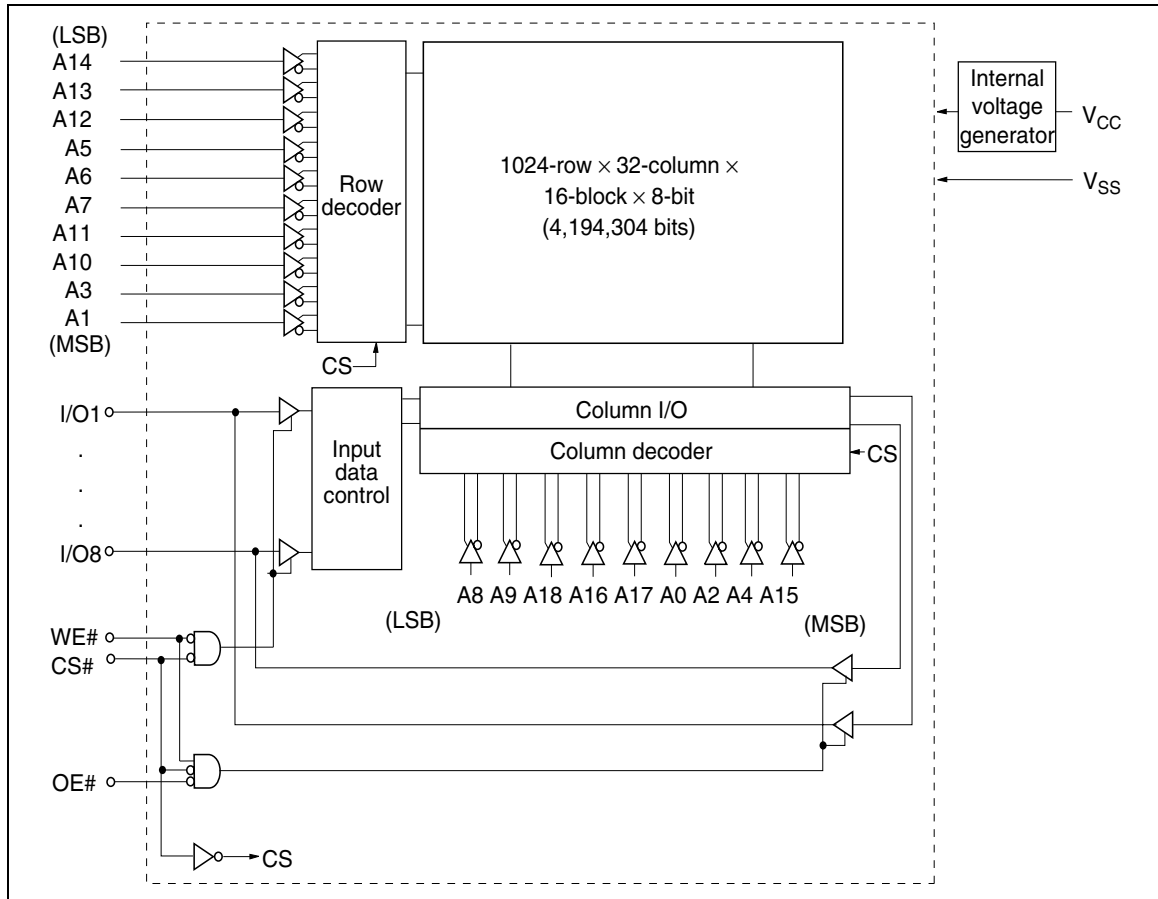 (LSB)
A14
A13
A12
A5
A6
A7
A11
A10
A3
A1
(MSB)
Row
decoder
CS
1024-row × 32-column ×
16-block × 8-bit
(4,194,304 bits)
Internal
voltage
generator
VCC
VSS
I/O1
.
.
.
I/O8
Input
data
control
Column I/O
Column decoder
CS
A8 A9 A18 A16 A17 A0 A2 A4 A15
(LSB) (MSB)
WE#
CS#
OE#
CS